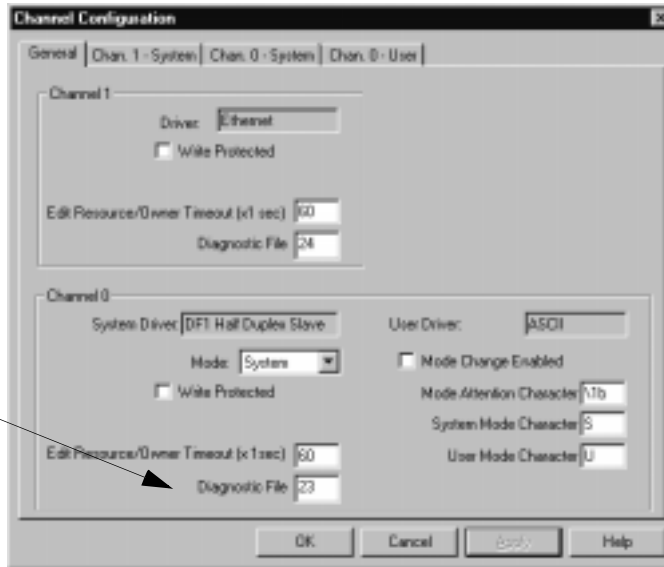 Channel Configuration
General
Chan. 1 - System
Chan. 0 - System
Chan. 0 - User
Channel 1
Driver: Ethernet
Write Protected
Edit Resource/Owner Timeout (x1 sec) 60
Diagnostic File 24
Channel 0
System Driver: DF1 Half Duplex Slave
User Driver: ASCII
Mode: System
Mode Change Enabled
Write Protected
Mode Attention Character \1b
System Mode Character S
Edit Resource/Owner Timeout (x1 sec) 60
User Mode Character U
Diagnostic File 23
OK
Cancel
Apply
Help